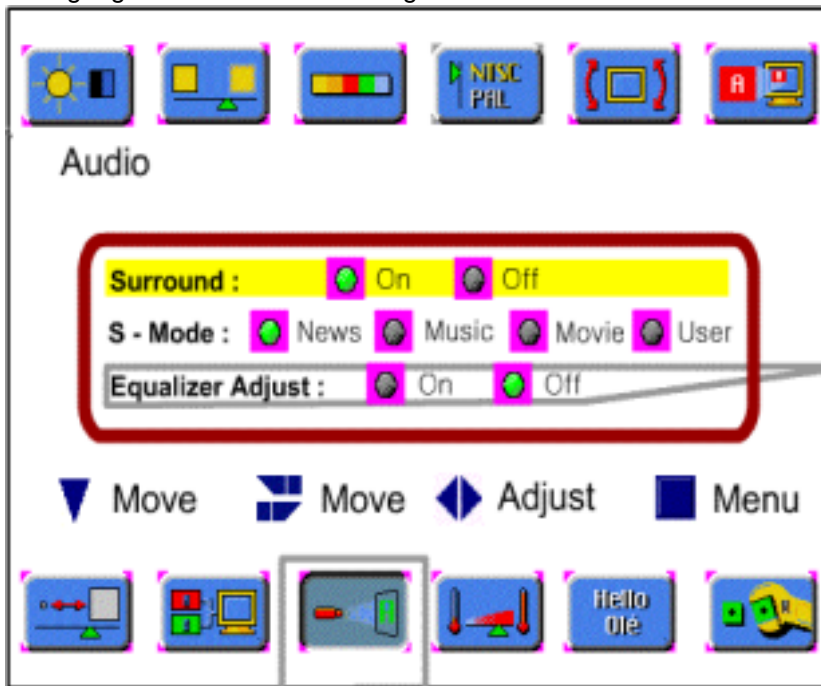 NTSC
PAL
A
Audio
Surround : On Off
S - Mode : News Music Movie User
Equalizer Adjust : On Off
Move Move Adjust Menu
Hello
Olé
R